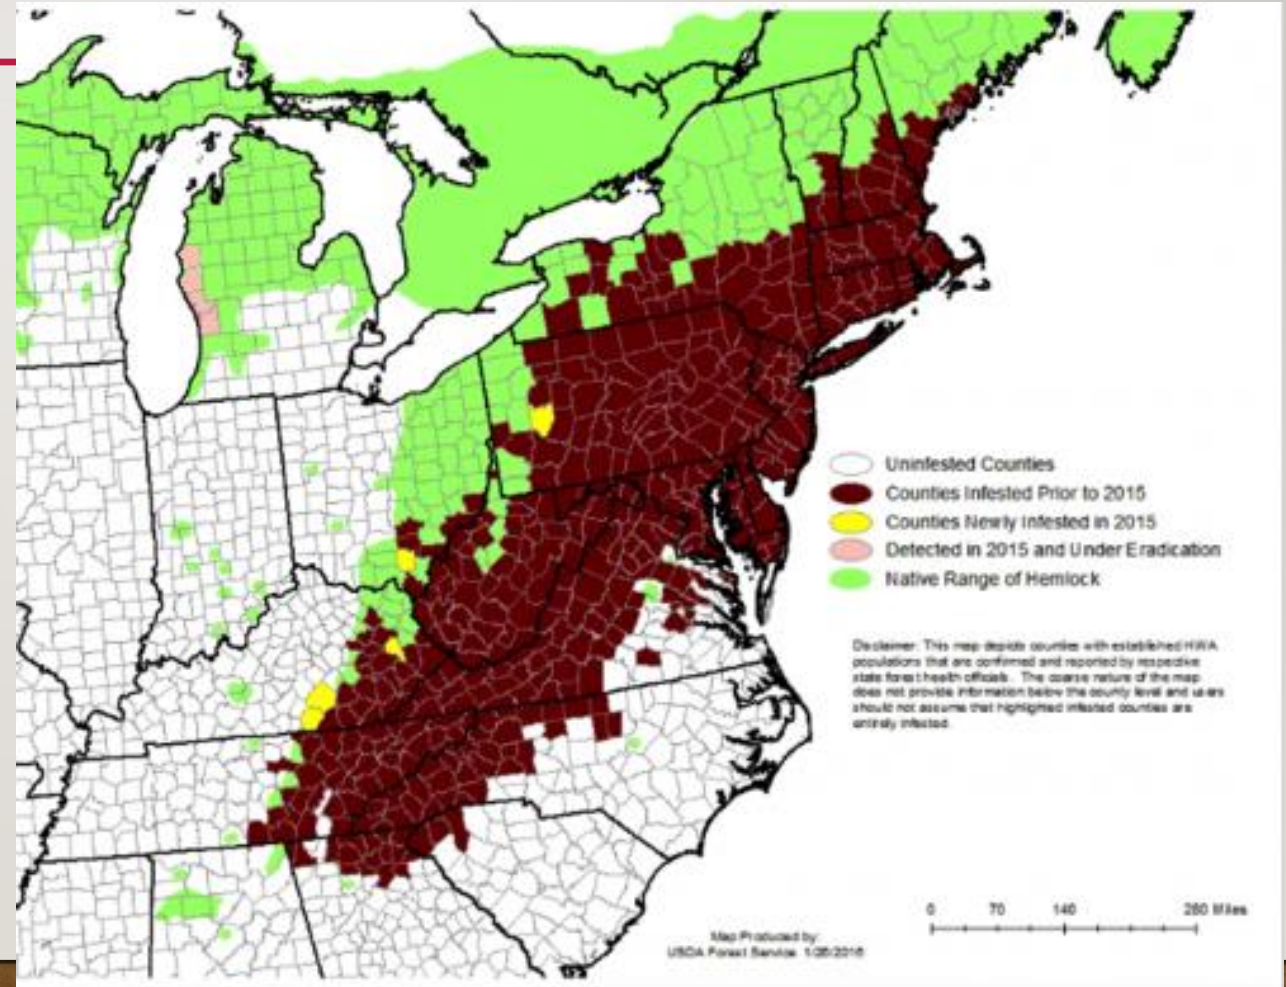 Uninfested Counties
Counties Infested Prior to 2015
Counties Newly Infested in 2015
Detected in 2015 and Under Eradication
Native Range of Hemlock
Disclaimer: This map depicts counties with established HWA
populations that are confirmed and reported by respective
state forest health officials. The coarse nature of the map
does not provide information below the county level and users
should not assume that highlighted infested counties are
entirely infested.
0 70 140 280 Miles
Map Produced by:
USDA Forest Service 1/26/2016